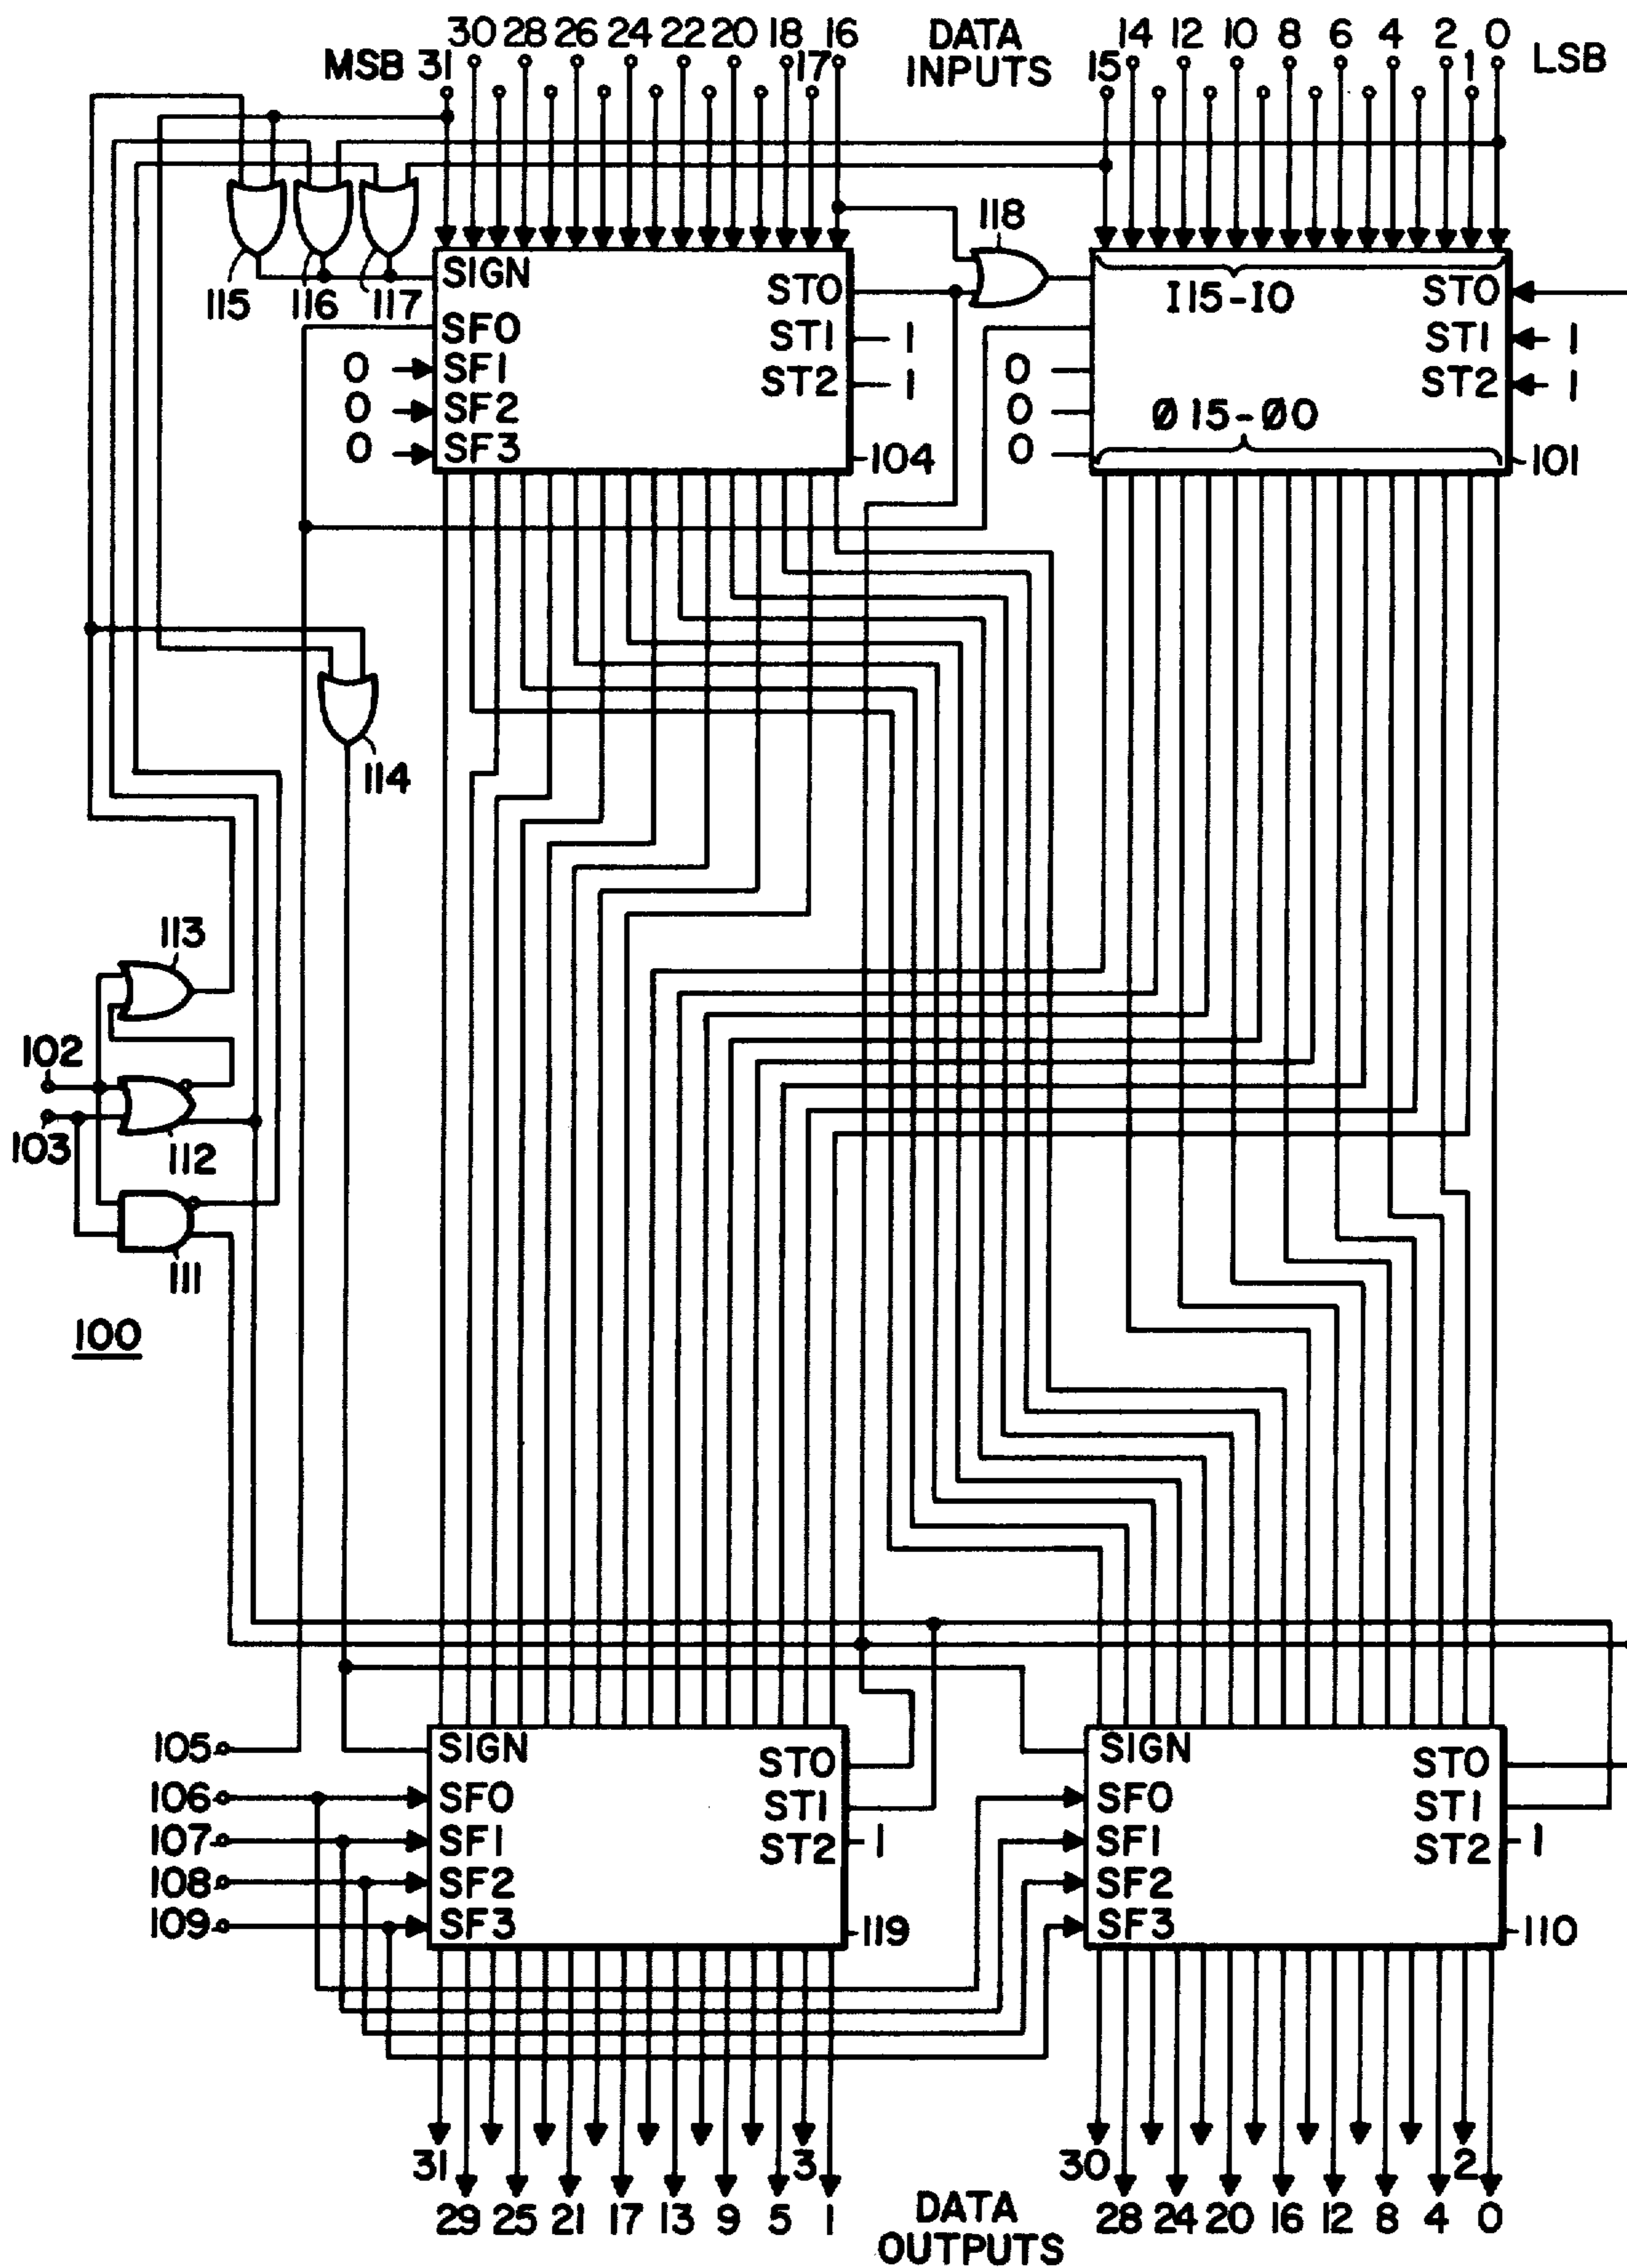 30 28 26 24 22 20 18 16 DATA 14 12 10 8 6 4 2 0
MSB 31 17 INPUTS 15 1 LSB
118
115 116 117
SIGN
SF0
0 SF1
0 SF2
0 SF3
ST0
ST1 1
ST2 1
104
I15-I0
Ø15-Ø0
0
0
0
ST0
ST1 1
ST2 1
101
114
113
102
103
112
111
100
105
106
107
108
109
SIGN
SF0
SF1
SF2
SF3
ST0
ST1
ST2 1
119
SIGN
SF0
SF1
SF2
SF3
ST0
ST1
ST2 1
110
31 3 30 2
29 25 21 17 13 9 5 1 DATA 28 24 20 16 12 8 4 0
OUTPUTS